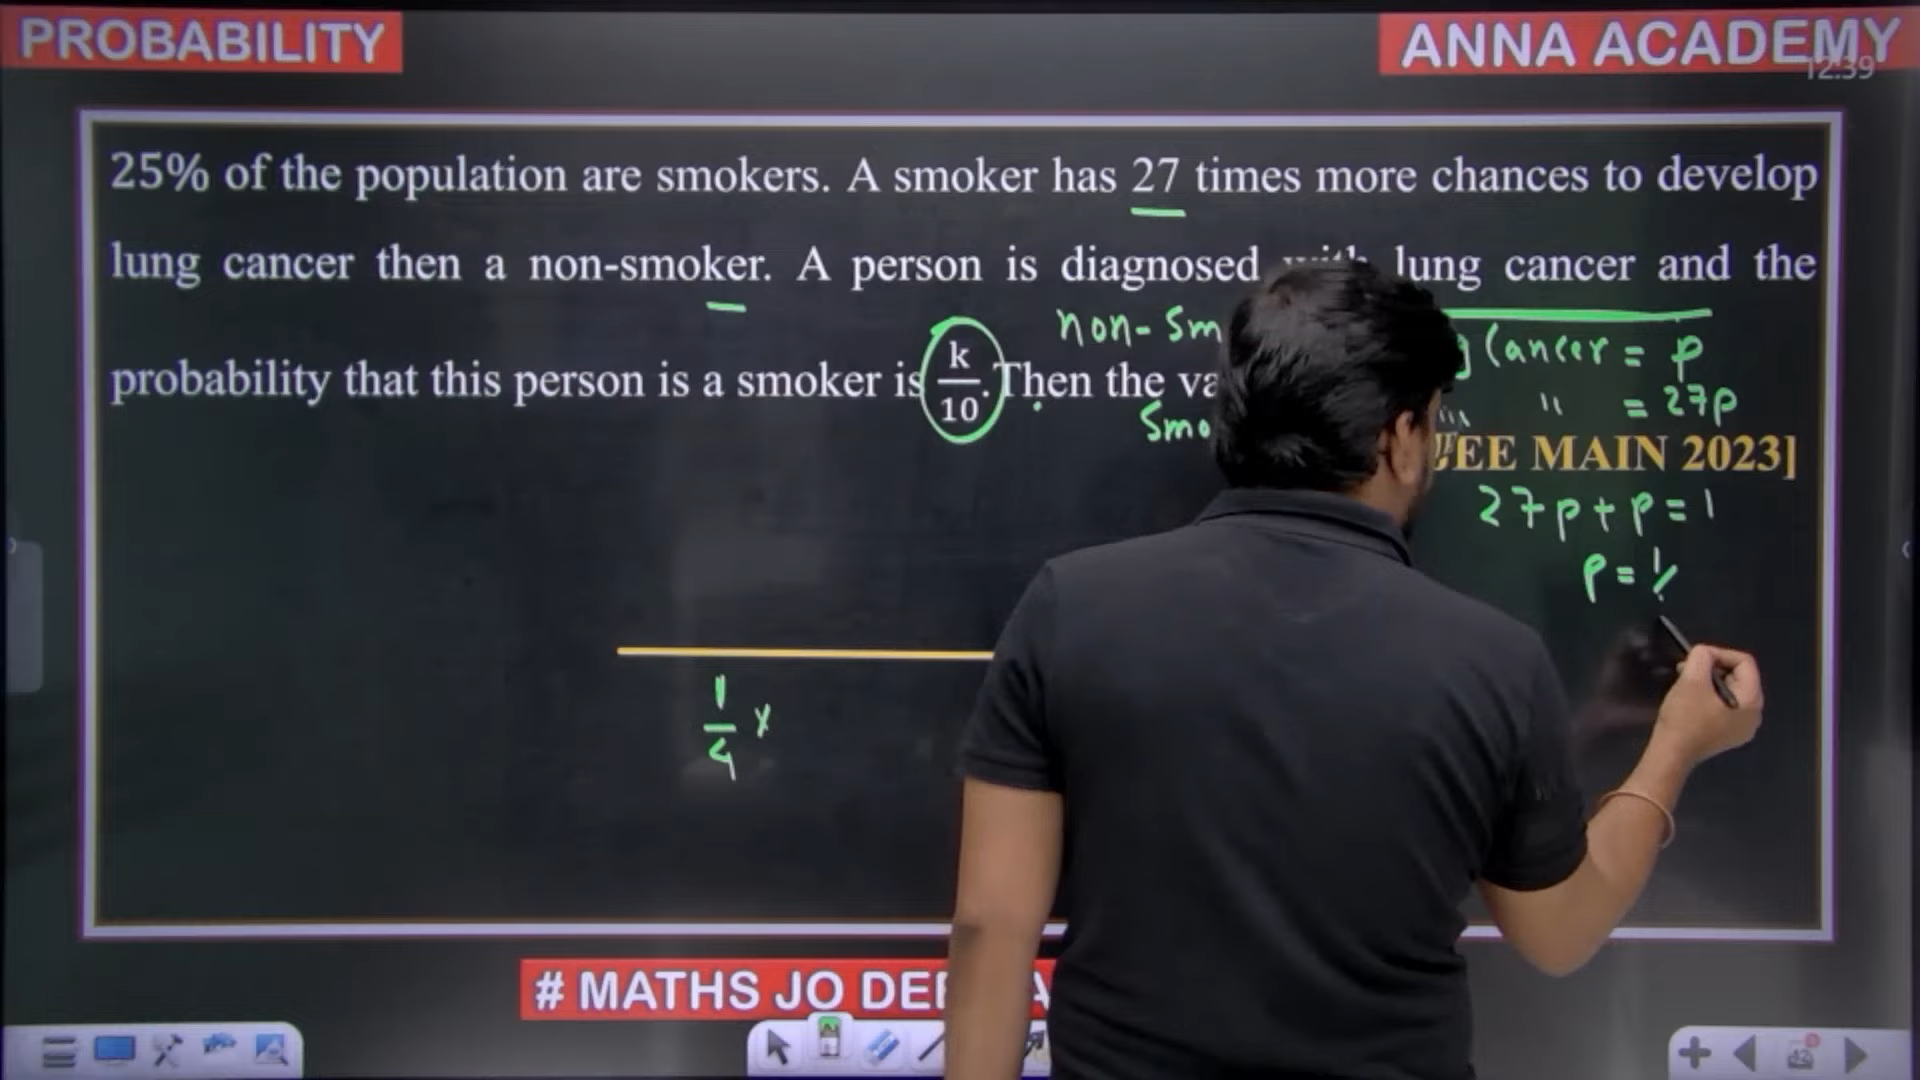 PROBABILITY
ANNA ACADEMY
12:39
25% of the population are smokers. A smoker has 27 times more chances to develop
lung cancer then a non-smoker. A person is diagnosed with lung cancer and the
probability that this person is a smoker is k/10. Then the
non-Sm
Cancer = p
Smo
" = 27p
EE MAIN 2023]
27p + p = 1
p = 1/
1/4 x
# MATHS JO DE